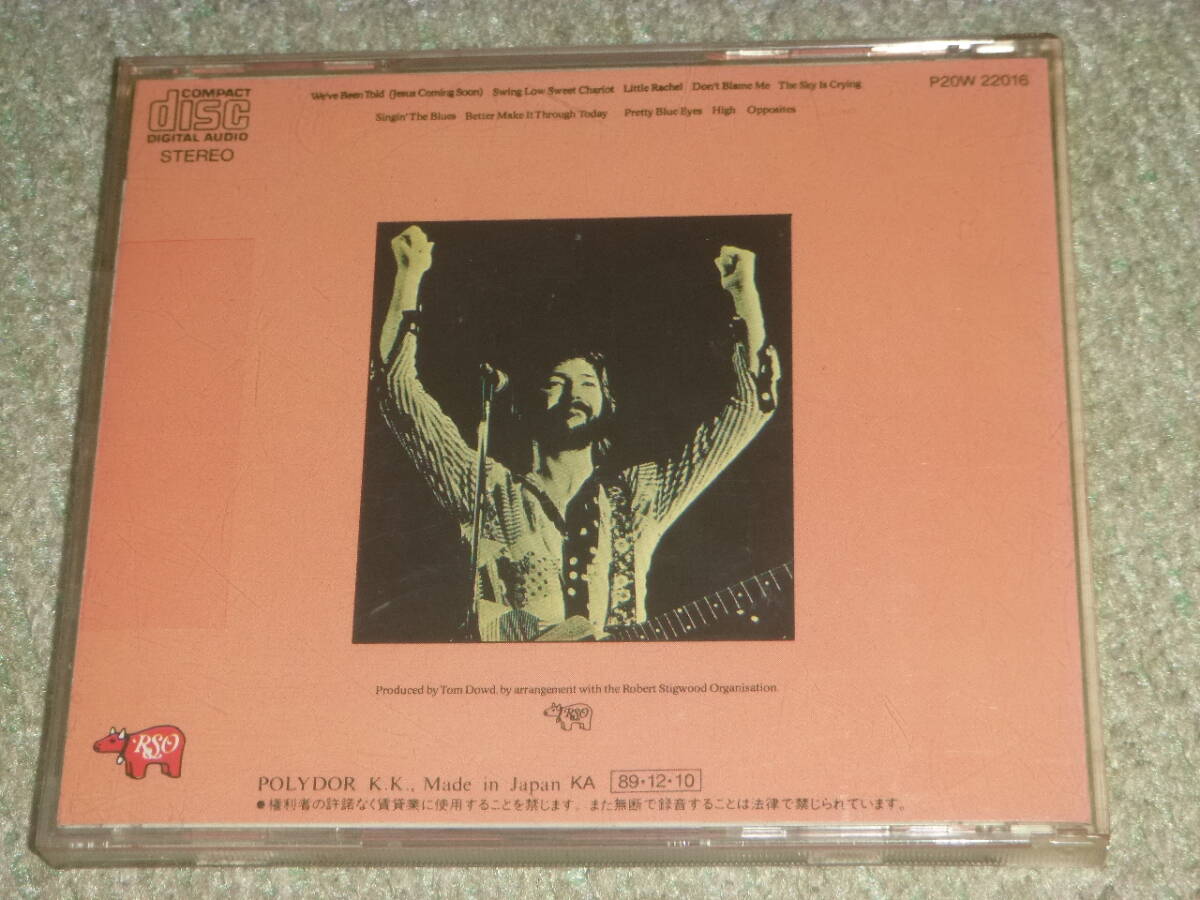 COMPACT
disc
DIGITAL AUDIO
STEREO
We've Been Told (Jesus Coming Soon) Swing Low Sweet Chariot Little Rachel Don't Blame Me The Sky Is Crying
P20W 22016
Singin' The Blues Better Make It Through Today Pretty Blue Eyes High Opposites
Produced by Tom Dowd, by arrangement with the Robert Stigwood Organisation.
RSO
RSO
POLYDOR K.K., Made in Japan KA 89・12・10
●権利者の許諾なく賃貸業に使用することを禁じます。また無断で録音することは法律で禁じられています。